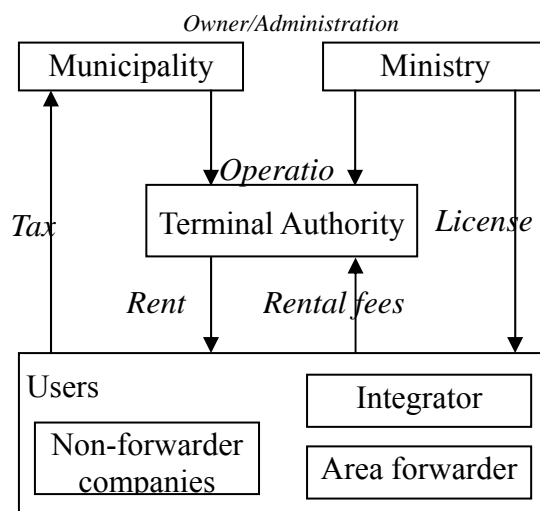 Owner/Administration
Municipality
Ministry
Operatio
Terminal Authority
Tax
License
Rent
Rental fees
Users
Integrator
Non-forwarder
companies
Area forwarder